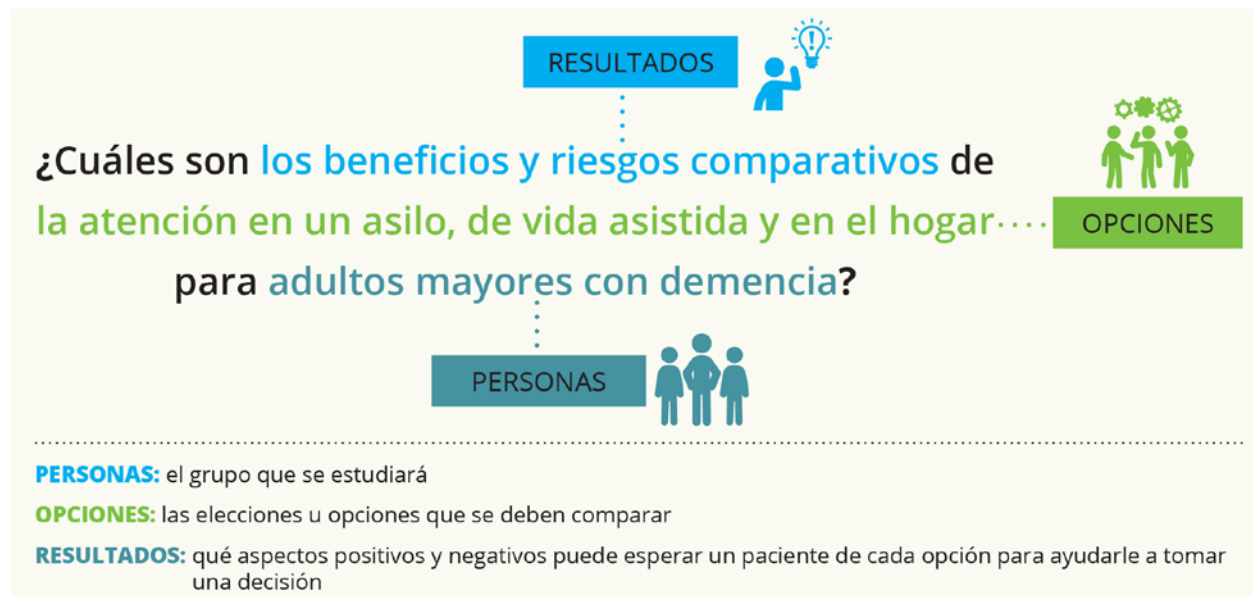 RESULTADOS
¿Cuáles son los beneficios y riesgos comparativos de
la atención en un asilo, de vida asistida y en el hogar
OPCIONES
para adultos mayores con demencia?
PERSONAS
PERSONAS: el grupo que se estudiará
OPCIONES: las elecciones u opciones que se deben comparar
RESULTADOS: qué aspectos positivos y negativos puede esperar un paciente de cada opción para ayudarle a tomar
una decisión